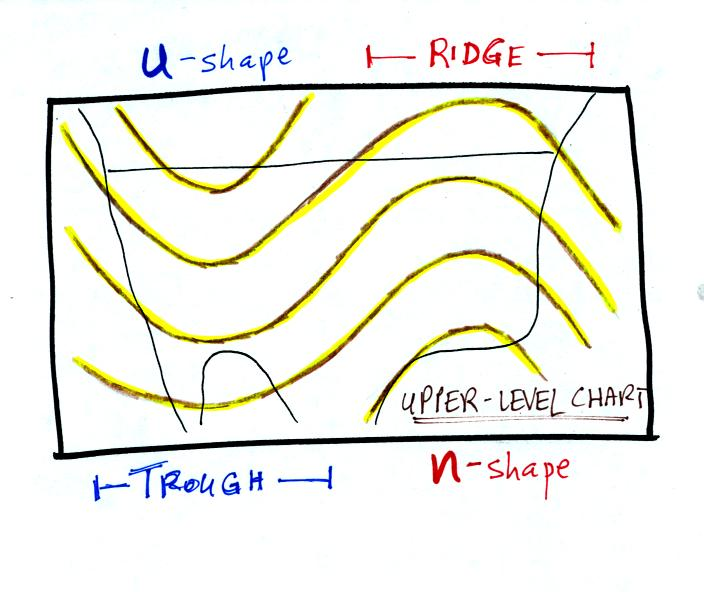 U-shape
RIDGE
UPPER-LEVEL CHART
TROUGH
n-shape